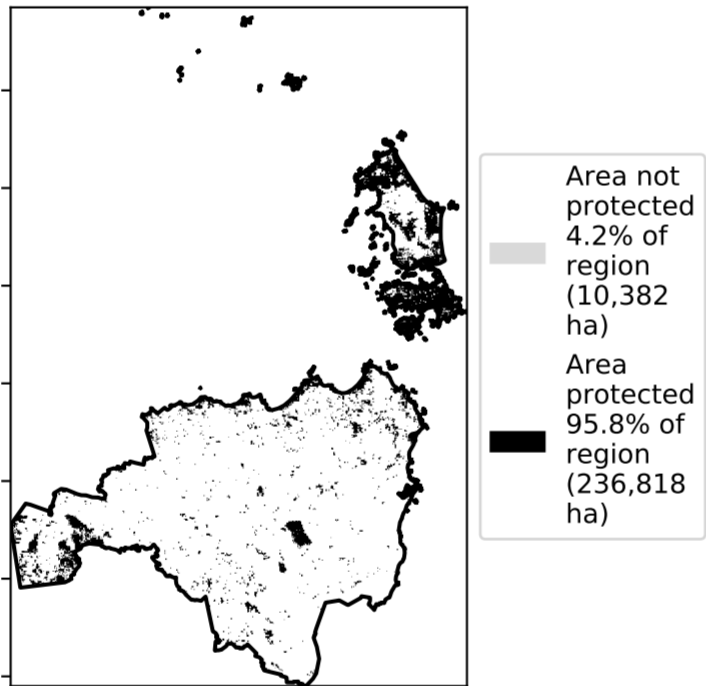 Area not
protected
4.2% of
region
(10,382
ha)
Area
protected
95.8% of
region
(236,818
ha)